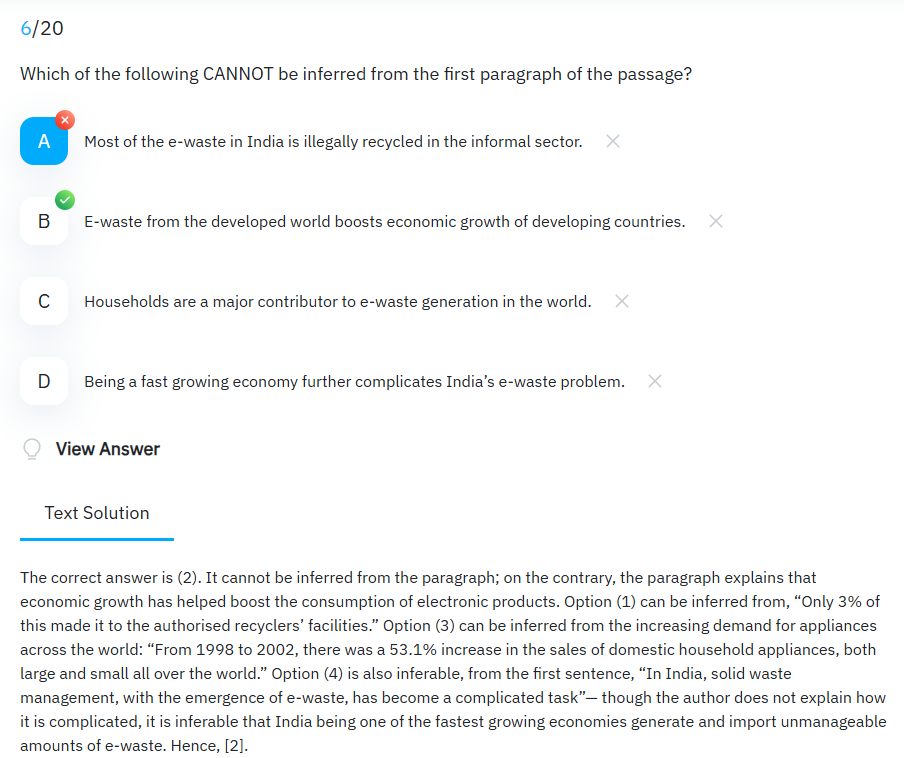 6/20
Which of the following CANNOT be inferred from the first paragraph of the passage?
A Most of the e-waste in India is illegally recycled in the informal sector.
B E-waste from the developed world boosts economic growth of developing countries.
C Households are a major contributor to e-waste generation in the world.
D Being a fast growing economy further complicates India’s e-waste problem.
View Answer
Text Solution
The correct answer is (2). It cannot be inferred from the paragraph; on the contrary, the paragraph explains that
economic growth has helped boost the consumption of electronic products. Option (1) can be inferred from, “Only 3% of
this made it to the authorised recyclers’ facilities.” Option (3) can be inferred from the increasing demand for appliances
across the world: “From 1998 to 2002, there was a 53.1% increase in the sales of domestic household appliances, both
large and small all over the world.” Option (4) is also inferable, from the first sentence, “In India, solid waste
management, with the emergence of e-waste, has become a complicated task”— though the author does not explain how
it is complicated, it is inferable that India being one of the fastest growing economies generate and import unmanageable
amounts of e-waste. Hence, [2].